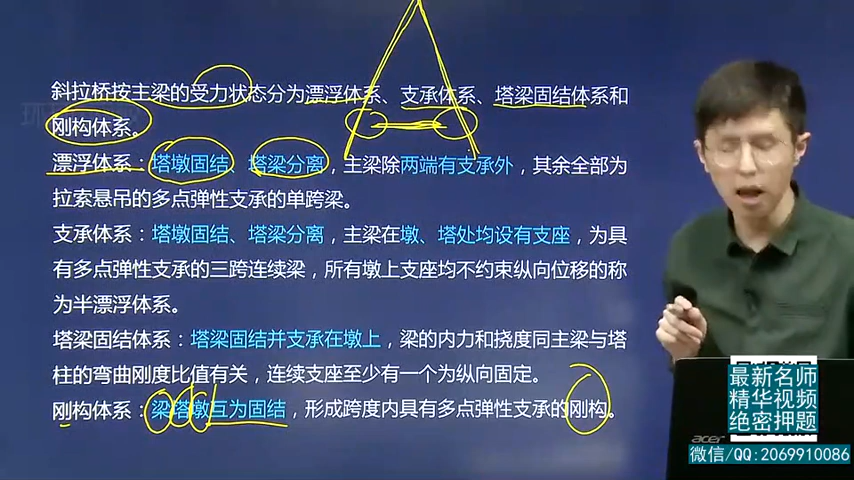 斜拉桥按主梁的受力状态分为漂浮体系、支承体系、塔梁固结体系和
刚构体系。
漂浮体系：塔墩固结、塔梁分离，主梁除两端有支承外，其余全部为
拉索悬吊的多点弹性支承的单跨梁。
支承体系：塔墩固结、塔梁分离，主梁在墩、塔处均设有支座，为具
有多点弹性支承的三跨连续梁，所有墩上支座均不约束纵向位移的称
为半漂浮体系。
塔梁固结体系：塔梁固结并支承在墩上，梁的内力和挠度同主梁与塔
柱的弯曲刚度比值有关，连续支座至少有一个为纵向固定。
刚构体系：梁塔墩互为固结，形成跨度内具有多点弹性支承的刚构。
最新名师
精华视频
绝密押题
acer
微信/QQ:2069910086